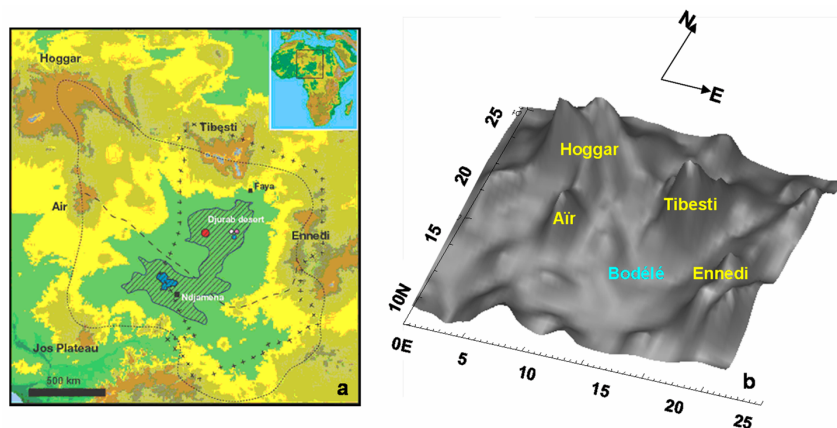 Hoggar
Tibesti
Faya
Air
Djurab desert
Ennedi
Ndjamena
Jos Plateau
500 km
a
N
E
25
20
15
10N
0E
5
10
15
20
25
Hoggar
Tibesti
Aïr
Bodélé
Ennedi
b